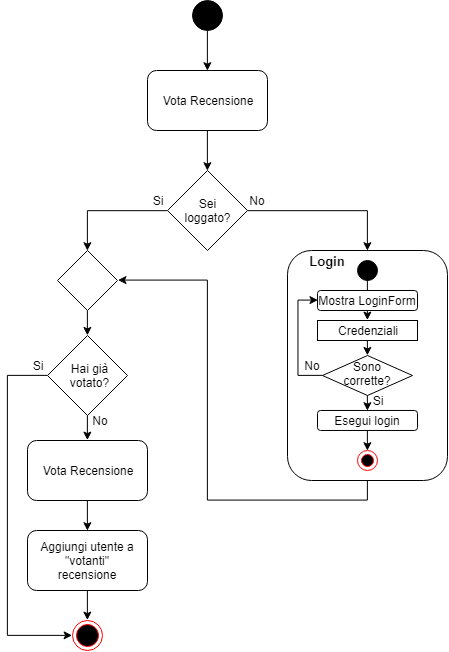 Vota Recensione
Sei
loggato?
Si
No
Login
Mostra LoginForm
Credenziali
Sono
corrette?
No
Si
Esegui login
Hai già
votato?
Si
No
Vota Recensione
Aggiungi utente a
"votanti"
recensione